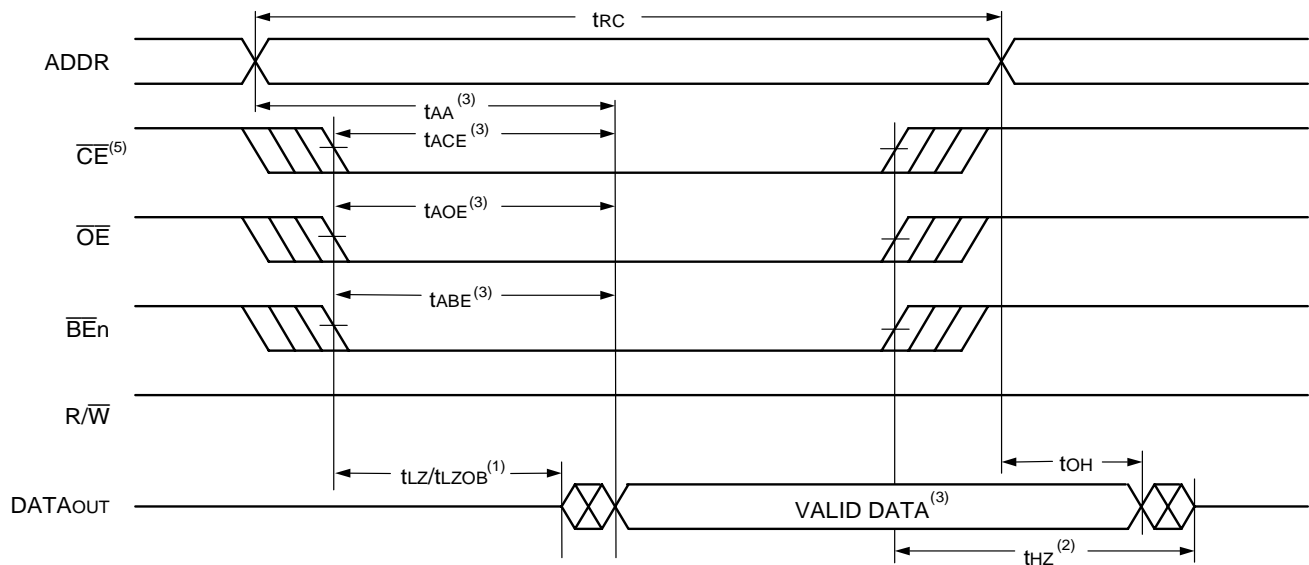 tRC
ADDR
tAA(3)
CE(5)
tACE(3)
OE
tAOE(3)
BEn
tABE(3)
R/W
tLZ/tLZOB(1)
tOH
DATAOUT
VALID DATA(3)
tHZ(2)